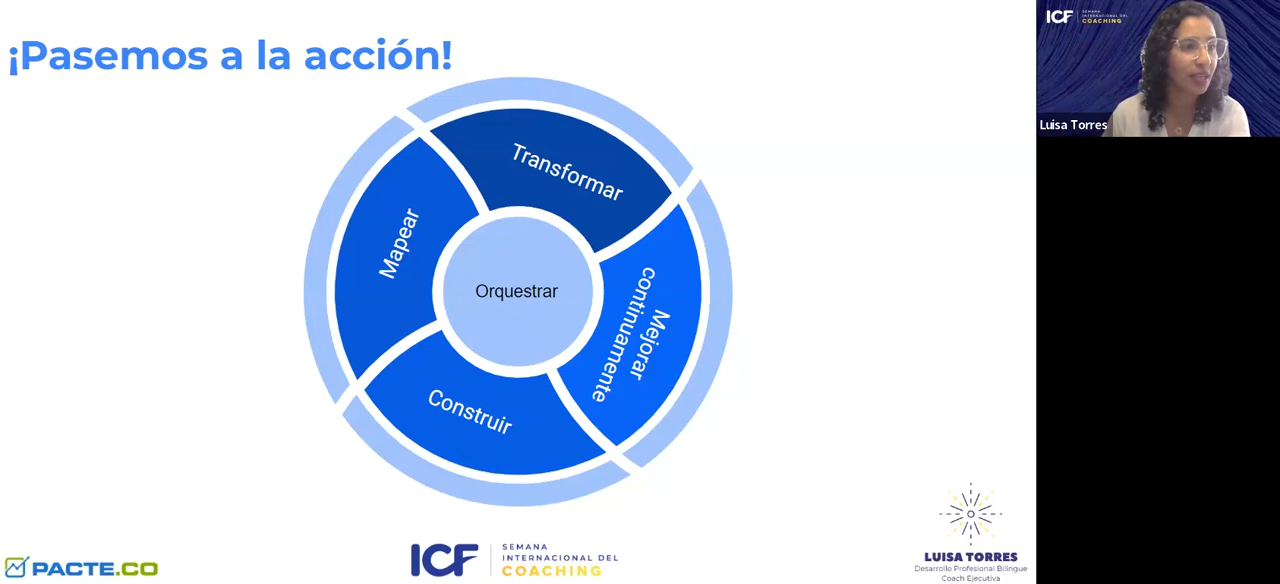 ¡Pasemos a la acción!
Transformar
Mapear
Orquestrar
Mejorar
continuamente
Construir
PACTE.CO
ICF
SEMANA
INTERNACIONAL DEL
COACHING
LUISA TORRES
Desarrollo Profesional Bilingue
Coach Ejecutiva
ICF
SEMANA
INTERNACIONAL DEL
COACHING
Luisa Torres